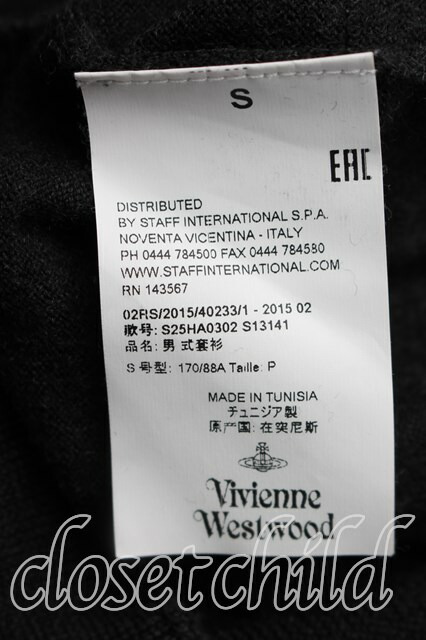 S
EAC
DISTRIBUTED
BY STAFF INTERNATIONAL S.P.A.
NOVENTA VICENTINA - ITALY
PH 0444 784500 FAX 0444 784580
WWW.STAFFINTERNATIONAL.COM
RN 143567
02RS/2015/40233/1 - 2015 02
款号: S25HA0302 S13141
品名: 男 式套衫
S 号型: 170/88A Taille: P
MADE IN TUNISIA
チュニジア製
原产国: 在突尼斯
Vivienne
Westwood
closetchild